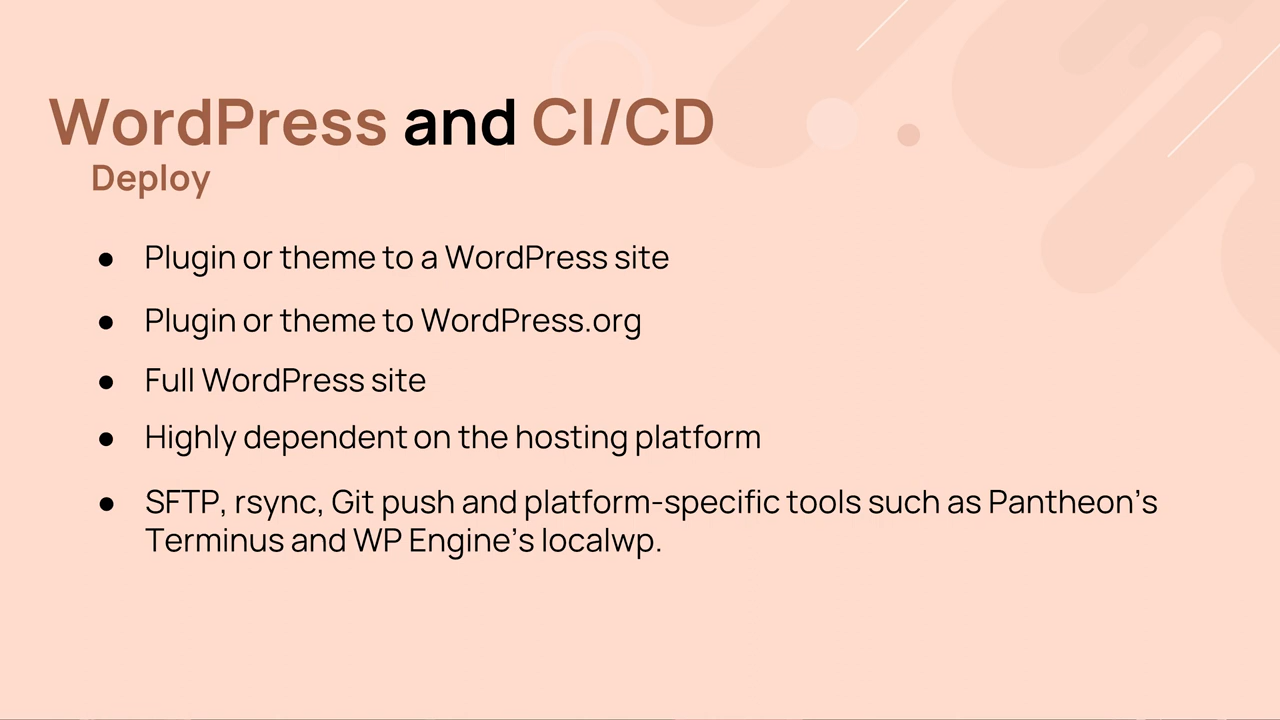 WordPress and CI/CD
Deploy
● Plugin or theme to a WordPress site
● Plugin or theme to WordPress.org
● Full WordPress site
● Highly dependent on the hosting platform
● SFTP, rsync, Git push and platform-specific tools such as Pantheon’s
Terminus and WP Engine’s localwp.